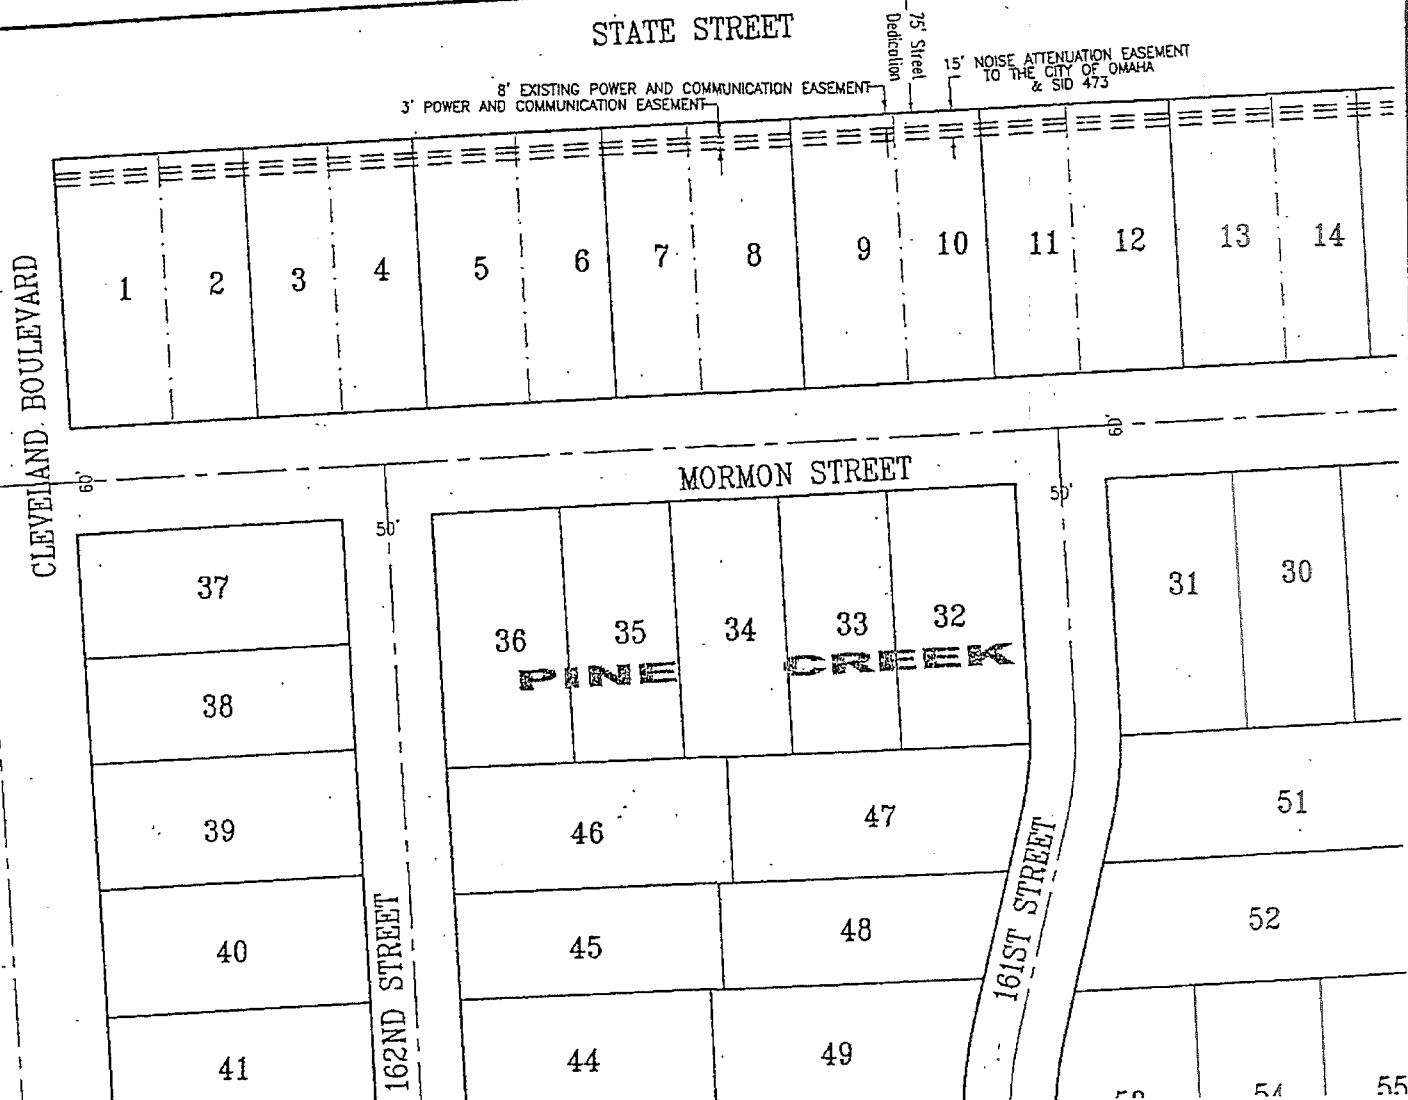 STATE STREET
75' Street
Dedication
15' NOISE ATTENUATION EASEMENT
TO THE CITY OF OMAHA
& SID 473
8' EXISTING POWER AND COMMUNICATION EASEMENT
3' POWER AND COMMUNICATION EASEMENT
1 2 3 4 5 6 7 8 9 10 11 12 13 14
CLEVELAND BOULEVARD
60'
60'
MORMON STREET
50'
50'
37
36 35 34 33 32
31 30
PINE CREEK
38
39
46 47
51
40
45 48
52
162ND STREET
161ST STREET
41
44 49
54 55